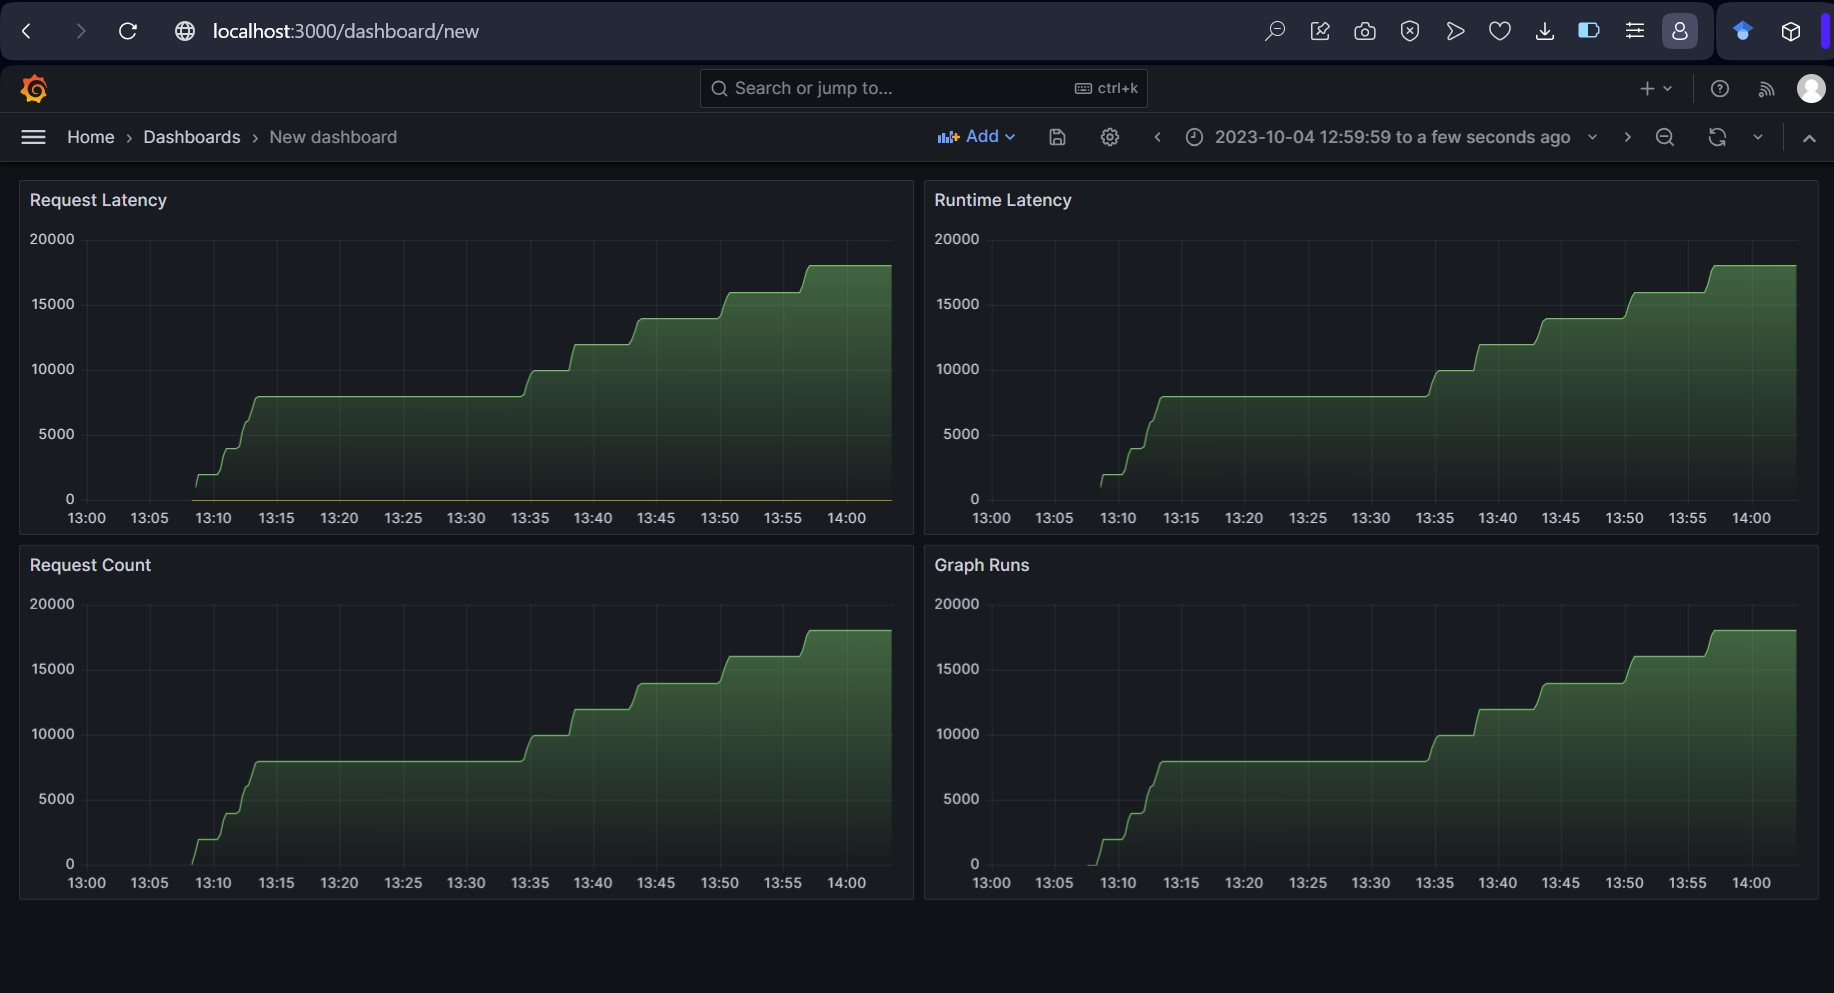 localhost:3000/dashboard/new
Search or jump to... ctrl+k
Home › Dashboards › New dashboard Add 2023-10-04 12:59:59 to a few seconds ago
Request Latency
20000
15000
10000
5000
0
13:00 13:05 13:10 13:15 13:20 13:25 13:30 13:35 13:40 13:45 13:50 13:55 14:00
Runtime Latency
20000
15000
10000
5000
0
13:00 13:05 13:10 13:15 13:20 13:25 13:30 13:35 13:40 13:45 13:50 13:55 14:00
Request Count
20000
15000
10000
5000
0
13:00 13:05 13:10 13:15 13:20 13:25 13:30 13:35 13:40 13:45 13:50 13:55 14:00
Graph Runs
20000
15000
10000
5000
0
13:00 13:05 13:10 13:15 13:20 13:25 13:30 13:35 13:40 13:45 13:50 13:55 14:00